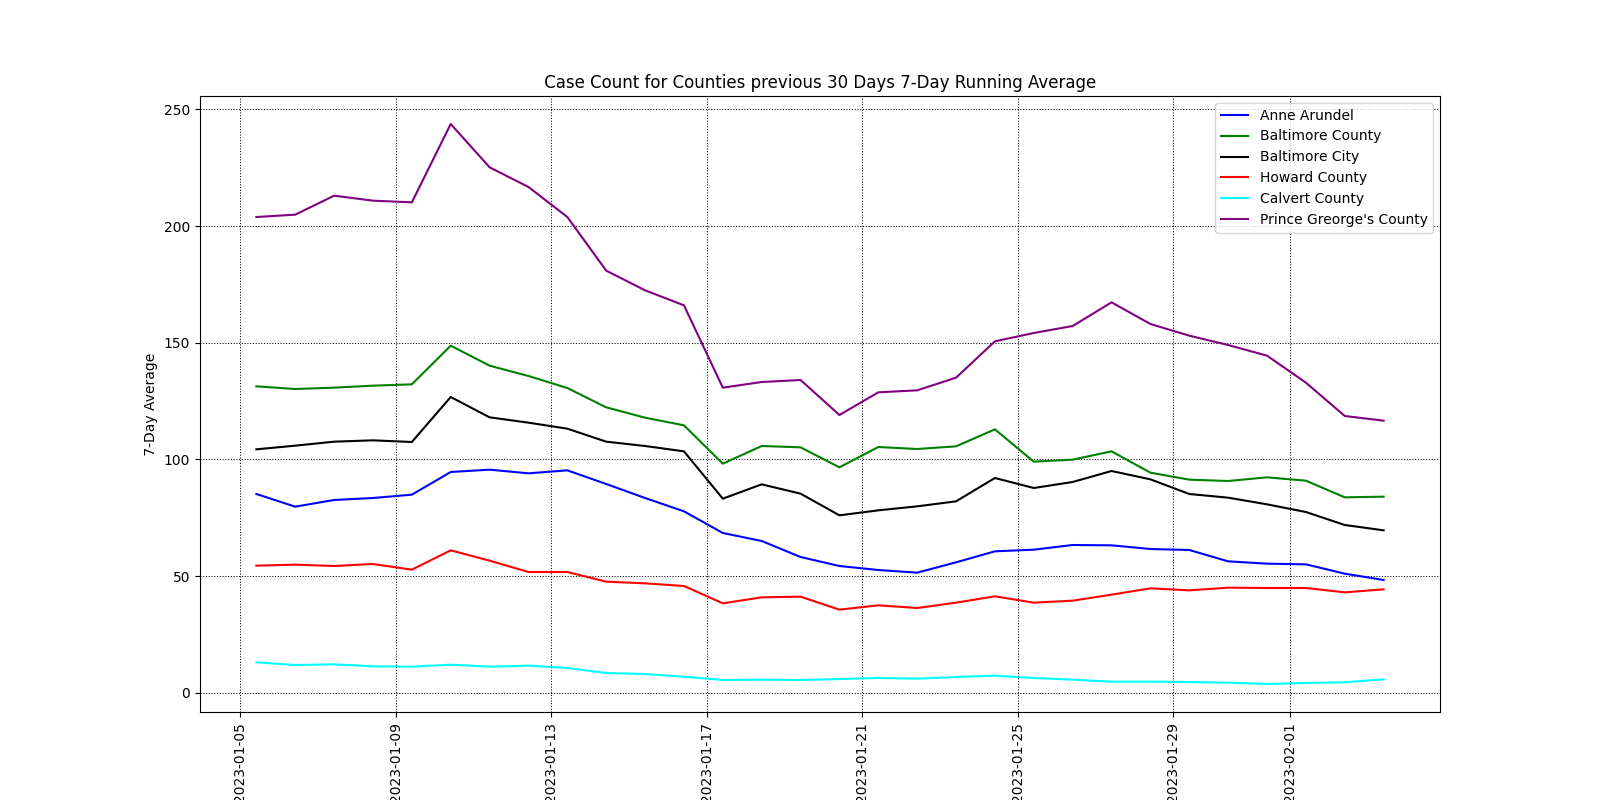 Case Count for Counties previous 30 Days 7-Day Running Average
250
200
150
100
50
0
7-Day Average
Anne Arundel
Baltimore County
Baltimore City
Howard County
Calvert County
Prince Greorge's County
2023-01-05
2023-01-09
2023-01-13
2023-01-17
2023-01-21
2023-01-25
2023-01-29
2023-02-01